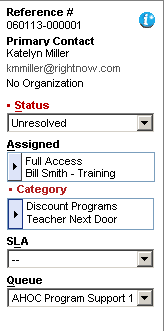 Reference #
060113-000001
Primary Contact
Katelyn Miller
kmmiller@rightnow.com
No Organization
Status
Unresolved
Assigned
Full Access
Bill Smith - Training
Category
Discount Programs
Teacher Next Door
SLA
--
Queue
AHOC Program Support 1